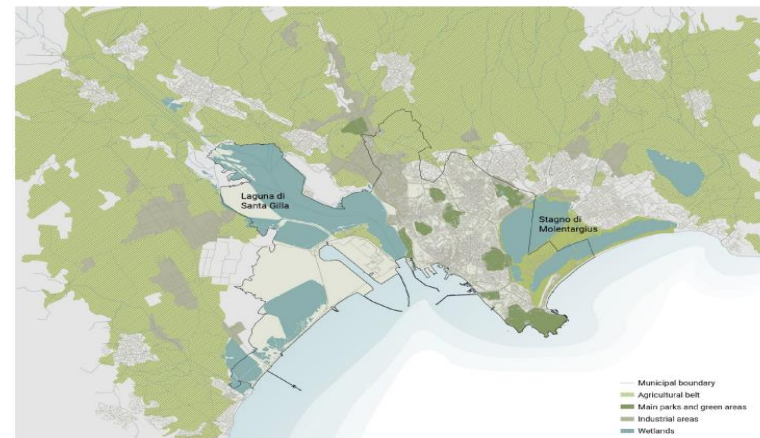 Laguna di
Santa Gilla
Stagno di
Molentargius
Municipal boundary
Agricultural belt
Main parks and green areas
Industrial areas
Wetlands